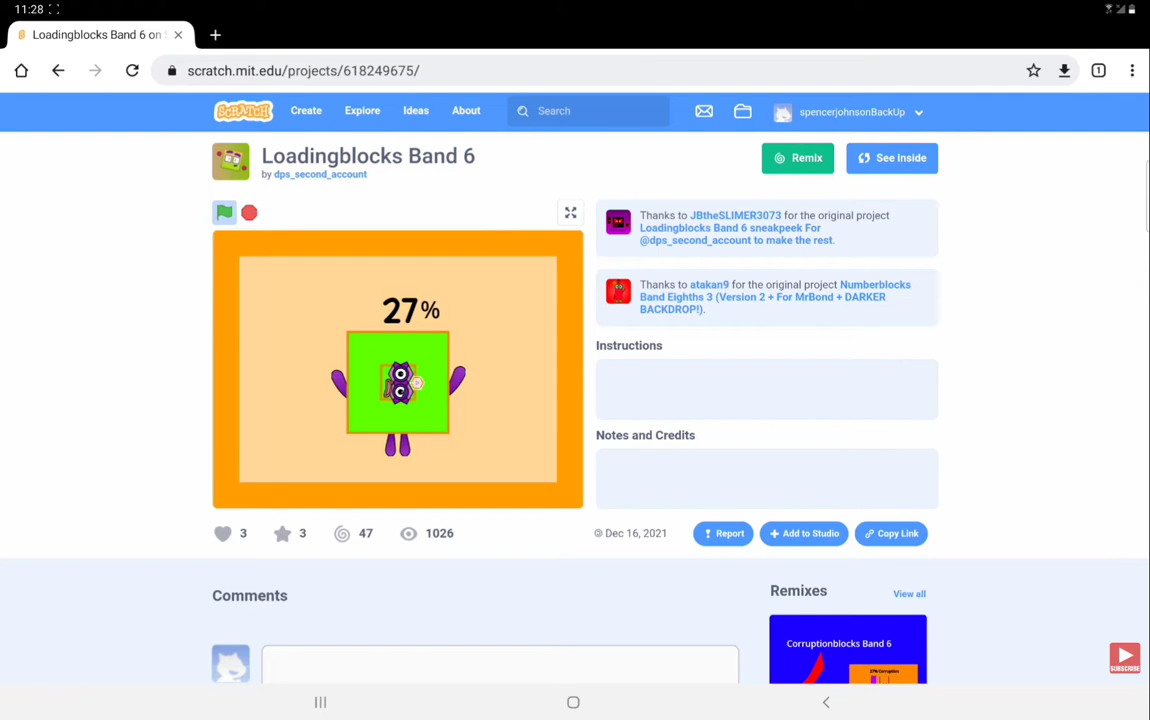 11:28
Loadingblocks Band 6 on
scratch.mit.edu/projects/618249675/
1
SCRATCH
Create
Explore
Ideas
About
Search
spencerjohnsonBackUp
Loadingblocks Band 6
by dps_second_account
Remix
See inside
Thanks to JBtheSLIMER3073 for the original project
Loadingblocks Band 6 sneakpeek For
@dps_second_account to make the rest.
27%
Thanks to atakan9 for the original project Numberblocks
Band Eighths 3 (Version 2 + For MrBond + DARKER
BACKDROP!).
Instructions
Notes and Credits
3
3
47
1026
© Dec 16, 2021
Report
Add to Studio
Copy Link
Comments
Remixes
View all
Corruptionblocks Band 6
SUBSCRIBE